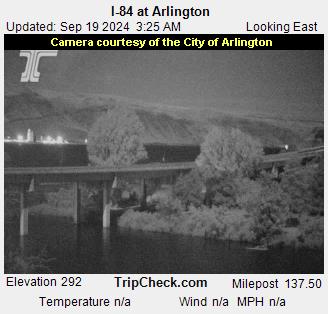 I-84 at Arlington
Updated: Sep 19 2024 3:25 AM Looking East
Camera courtesy of the City of Arlington
Elevation 292 TripCheck.com Milepost 137.50
Temperature n/a Wind n/a MPH n/a